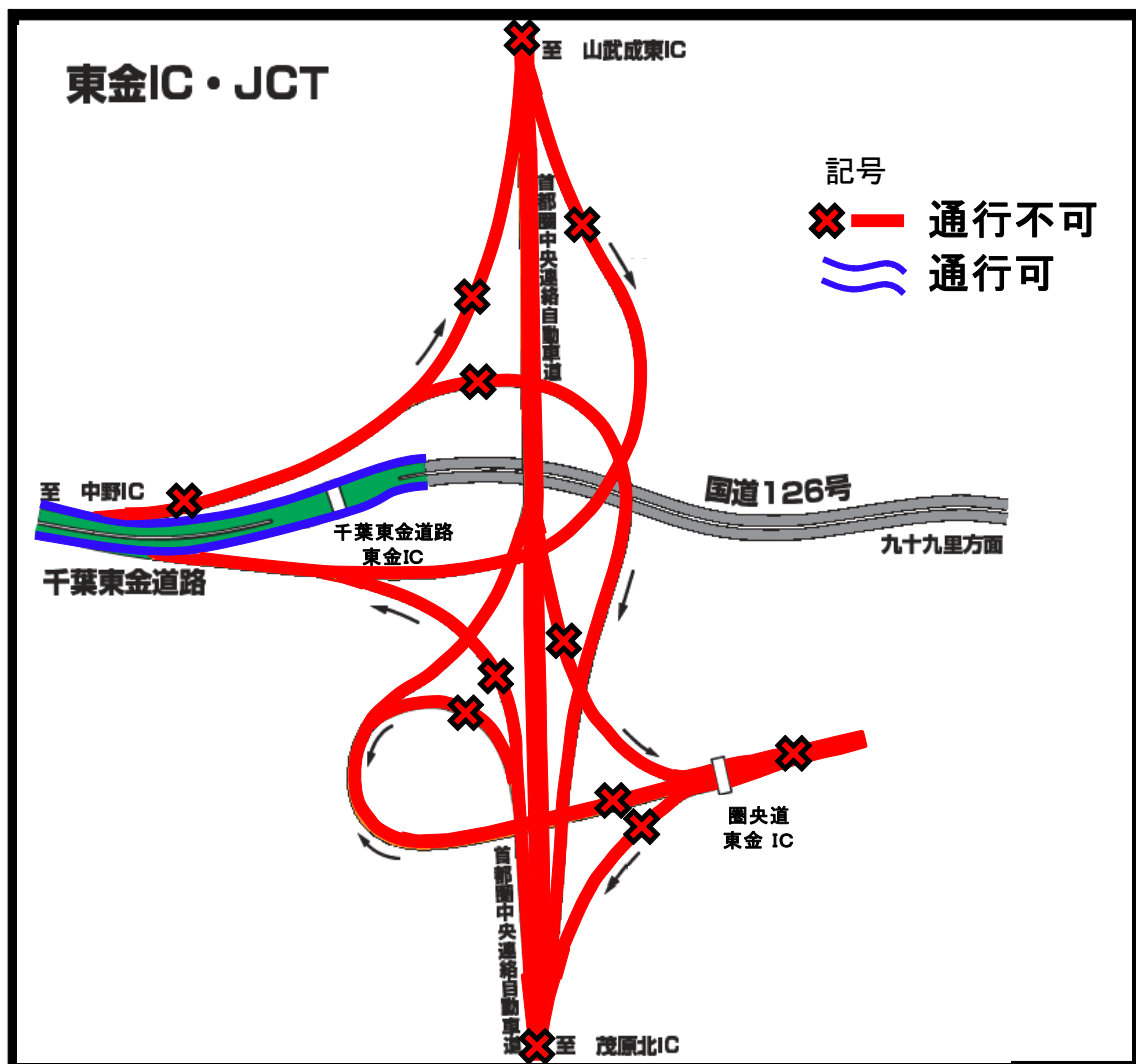 至 山武成東IC
東金IC・JCT
記号
通行不可
通行可
首都圏中央連絡自動車道
至 中野IC
国道126号
千葉東金道路
東金IC
九十九里方面
千葉東金道路
圏央道
東金 IC
首都圏中央連絡自動車道
至 茂原北IC